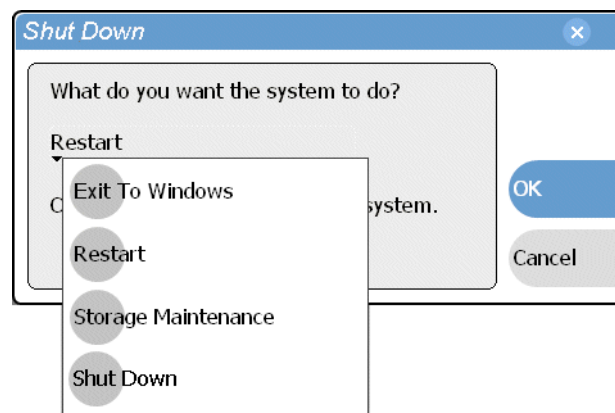 Shut Down
What do you want the system to do?
Restart
Exit To Windows
system.
OK
Restart
Cancel
Storage Maintenance
Shut Down